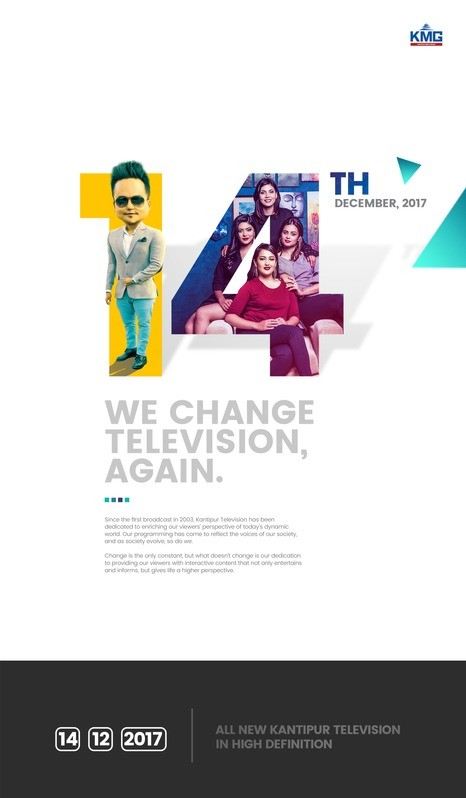 KMG
14
TH
DECEMBER, 2017
WE CHANGE
TELEVISION,
AGAIN.
Since the first broadcast in 2003, Kantipur Television has been
dedicated to enriching our viewers' perspective of today's dynamic
world. Our programming has come to reflect the voices of our society,
and as society evolve, so do we.
Change is the only constant, but what doesn't change is our dedication
to providing our viewers with interactive content that not only entertains
and informs, but gives life a higher perspective.
14 12 2017
ALL NEW KANTIPUR TELEVISION
IN HIGH DEFINITION